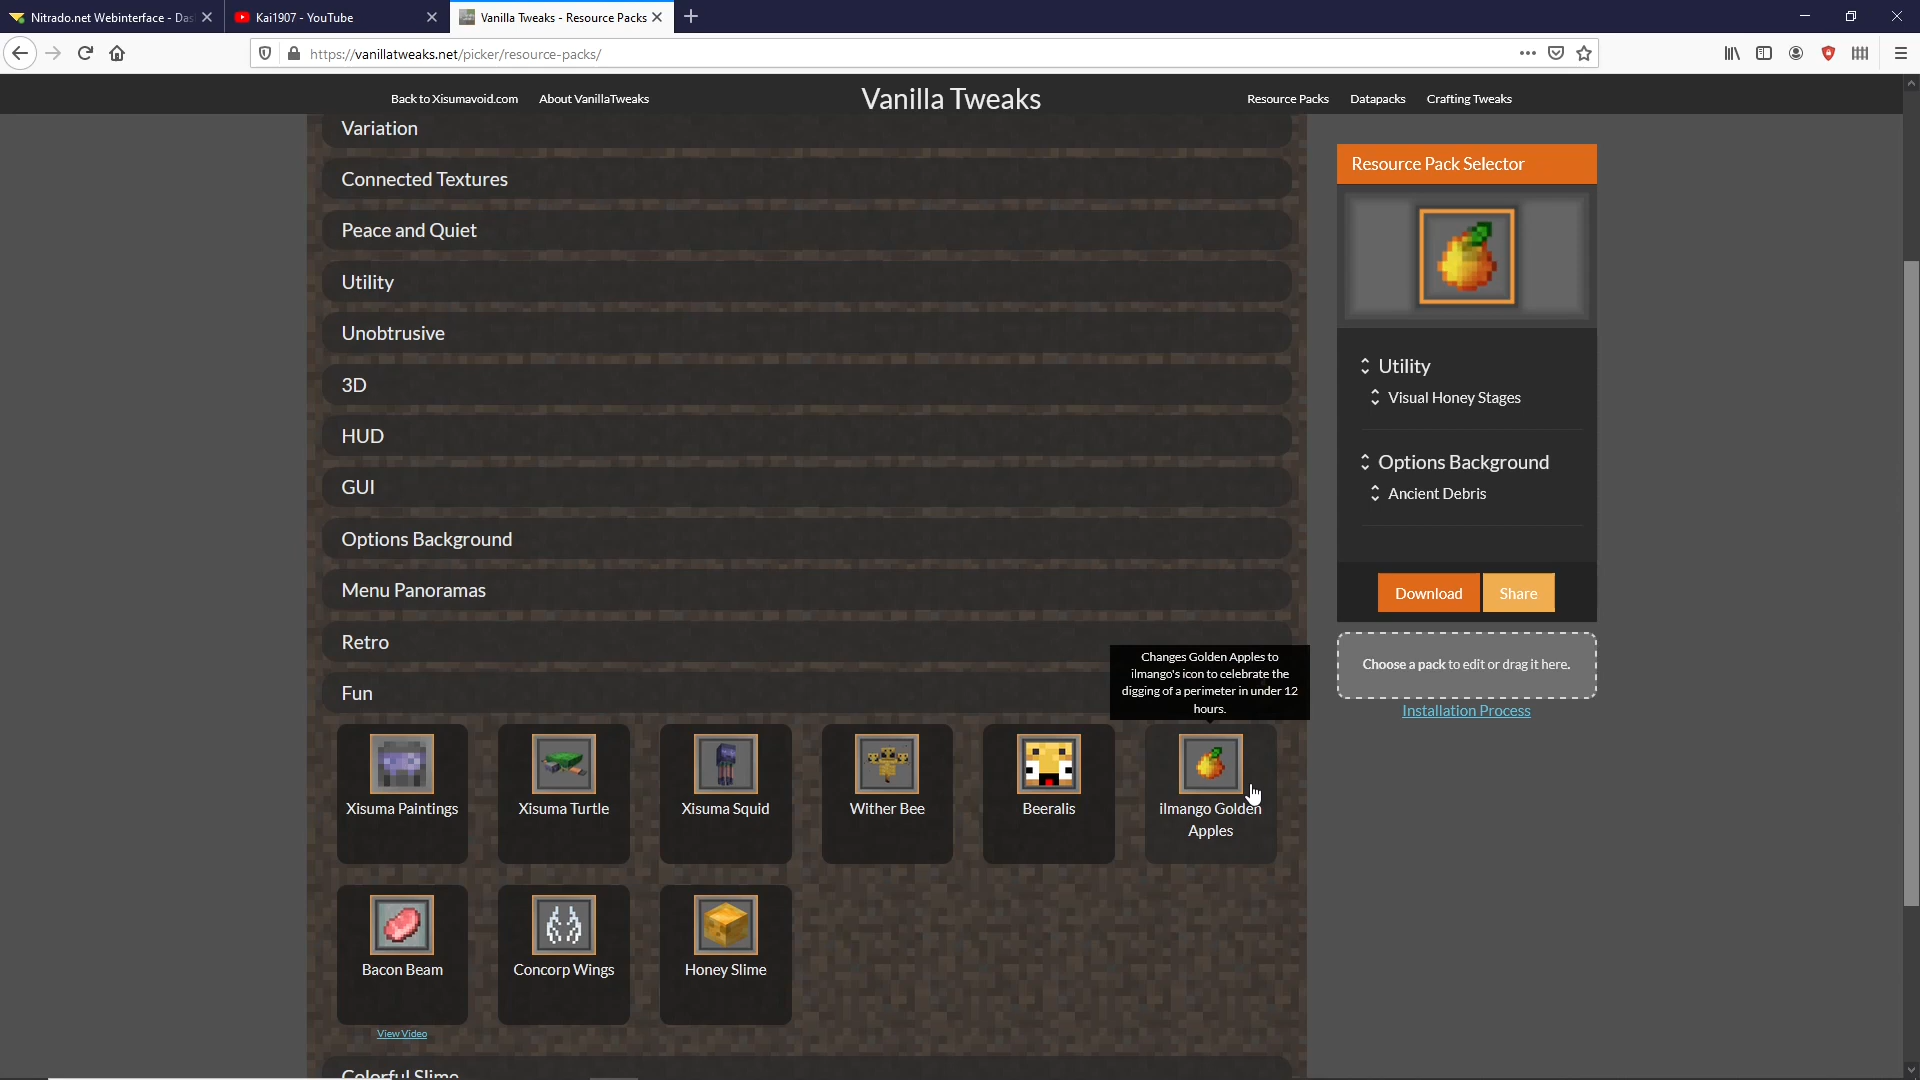 Nitrado.net Webinterface - Das
Kai1907 - YouTube
Vanilla Tweaks - Resource Packs
https://vanillatweaks.net/picker/resource-packs/
Back to Xisumavoid.com
About VanillaTweaks
Vanilla Tweaks
Resource Packs
Datapacks
Crafting Tweaks
Variation
Connected Textures
Peace and Quiet
Utility
Unobtrusive
3D
HUD
GUI
Options Background
Menu Panoramas
Retro
Fun
Changes Golden Apples to
ilmango's icon to celebrate the
digging of a perimeter in under 12
hours.
Xisuma Paintings
Xisuma Turtle
Xisuma Squid
Wither Bee
Beeralis
ilmango Golden
Apples
Bacon Beam
Concorp Wings
Honey Slime
View Video
Colorful Slime
Resource Pack Selector
Utility
Visual Honey Stages
Options Background
Ancient Debris
Download
Share
Choose a pack to edit or drag it here.
Installation Process